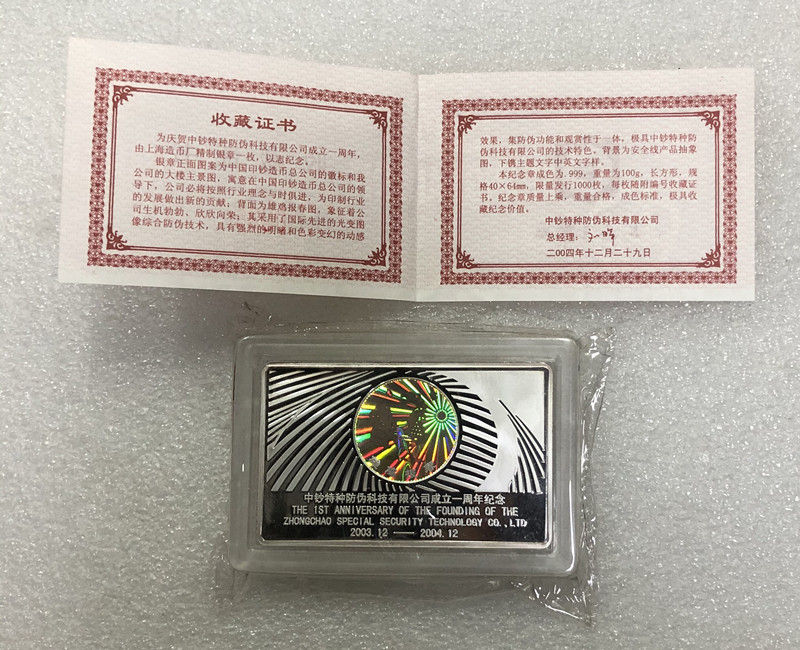 收藏证书
为庆贺中钞特种防伪科技有限公司成立一周年，
由上海造币厂精制银章一枚，以志纪念。
银章正面图案为中国印钞造币总公司的徽标和我
公司的大楼主景图，寓意在中国印钞造币总公司的领
导下，公司必将按照行业理念与时俱进，为印制行业
的发展做出新的贡献；背面为雄鸡报春图，象征着公
司生机勃勃、欣欣向荣；其采用了国际先进的光变图
像综合防伪技术，具有强烈的明曦和色彩变幻的动感
效果，集防伪功能和观赏性于一体，极具中钞特种防
伪科技有限公司的技术特色。背景为安全线产品抽象
图，下镌主题文字中英文字样。
本纪念章成色为.999，重量为100g，长方形，规
格40×64mm，限量发行1000枚，每枚随附编号收藏证
书。纪念章质量上乘，重量合格，成色标准，极具收
藏纪念价值。
中钞特种防伪科技有限公司
总经理：
二00四年十二月二十九日
中钞特种防伪科技有限公司成立一周年纪念
THE 1ST ANNIVERSARY OF THE FOUNDING OF THE
ZHONGCHAO SPECIAL SECURITY TECHNOLOGY CO.,LTD
2003.12 — 2004.12